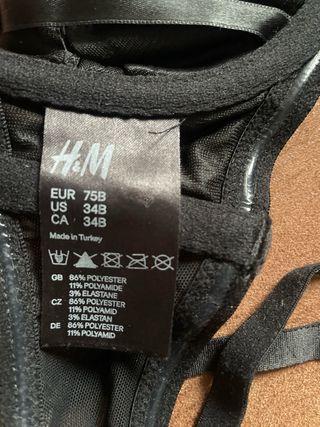 H&M
EUR 75B
US 34B
CA 34B
Made in Turkey
GB 86% POLYESTER
11% POLYAMIDE
3% ELASTANE
CZ 86% POLYESTER
11% POLYAMID
3% ELASTAN
DE 86% POLYESTER
11% POLYAMID